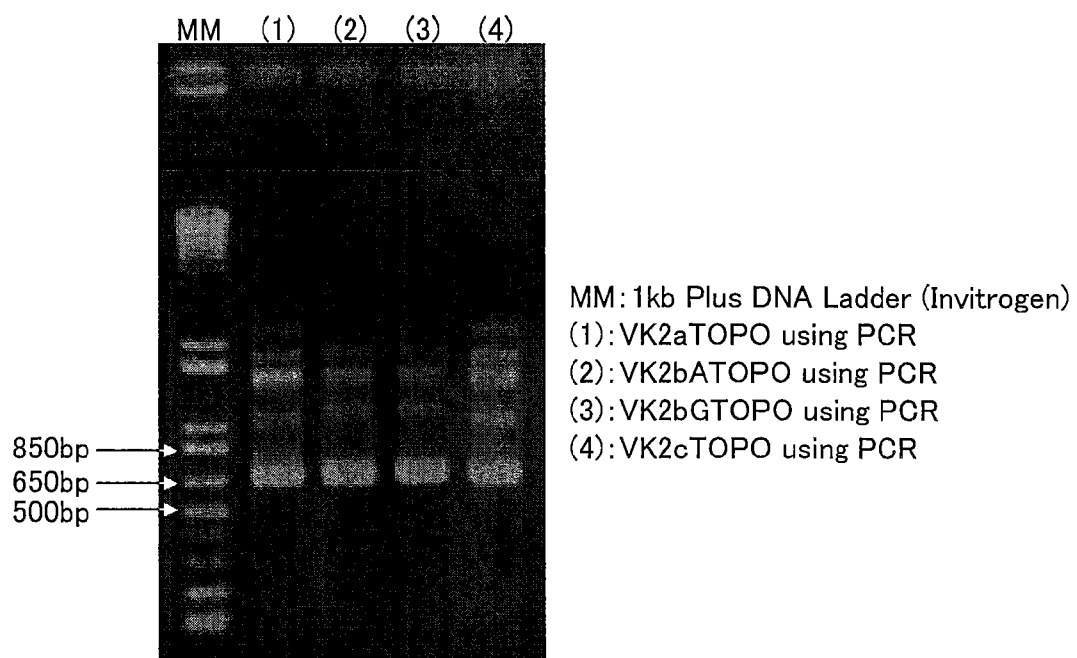 MM (1) (2) (3) (4)
850bp
650bp
500bp
MM: 1kb Plus DNA Ladder (Invitrogen)
(1): VK2aTOPO using PCR
(2): VK2bATOPO using PCR
(3): VK2bGTOPO using PCR
(4): VK2cTOPO using PCR